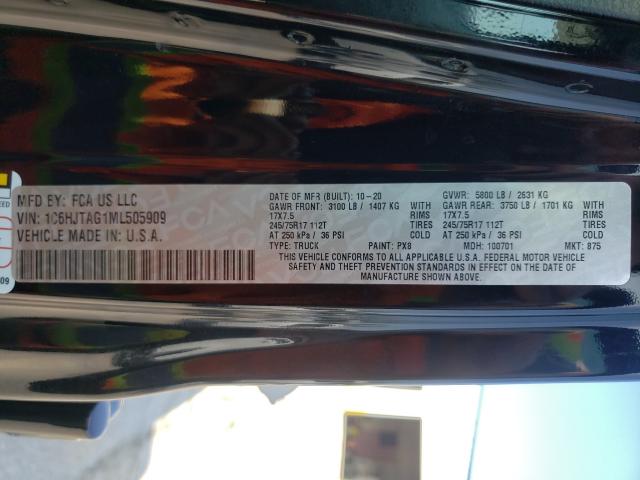 EED
09
MFD BY: FCA US LLC
VIN: 1C6HJTAG1ML505909
VEHICLE MADE IN: U.S.A.
DATE OF MFR (BUILT): 10-20
GAWR FRONT: 3100 LB / 1407 KG WITH
17X7.5 RIMS
245/75R17 112T TIRES
AT 250 kPa / 36 PSI COLD
TYPE: TRUCK PAINT: PX8
GVWR: 5800 LB / 2631 KG
GAWR REAR: 3750 LB / 1701 KG WITH
17X7.5 RIMS
245/75R17 112T TIRES
AT 250 kPa / 36 PSI COLD
MDH: 100701 MKT: 875
THIS VEHICLE CONFORMS TO ALL APPLICABLE U.S.A. FEDERAL MOTOR VEHICLE
SAFETY AND THEFT PREVENTION STANDARDS IN EFFECT ON THE DATE OF
MANUFACTURE SHOWN ABOVE.